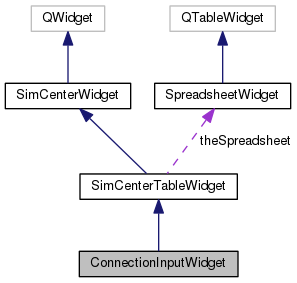 QWidget
QTableWidget
SimCenterWidget
SpreadsheetWidget
theSpreadsheet
SimCenterTableWidget
ConnectionInputWidget